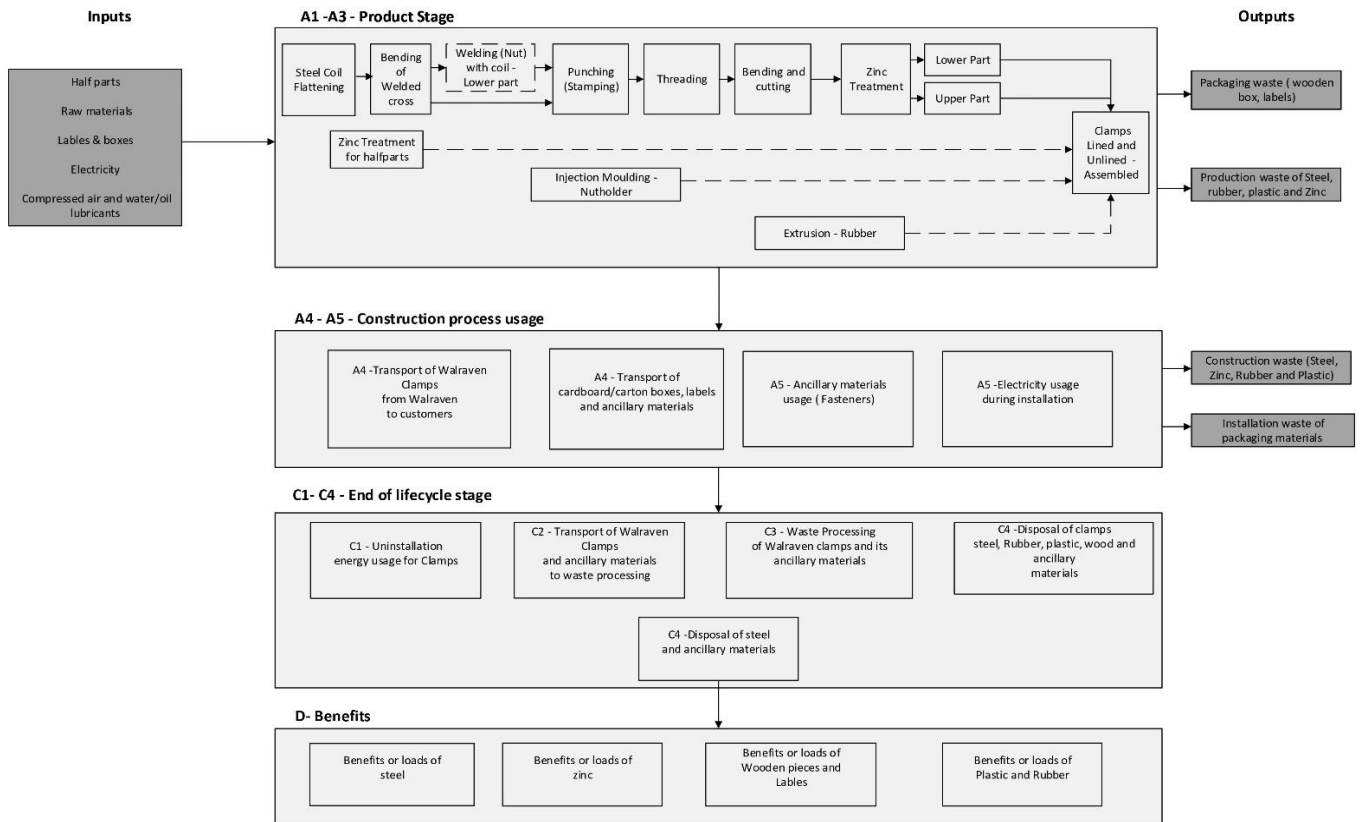 Inputs
A1 -A3 - Product Stage
Outputs
Half parts
Raw materials
Lables & boxes
Electricity
Compressed air and water/oil
lubricants
Steel Coil
Flattening
Bending
of
Welded
cross
Welding (Nut)
with coil -
Lower part
Punching
(Stamping)
Threading
Bending and
cutting
Zinc
Treatment
Lower Part
Upper Part
Clamps
Lined and
Unlined -
Assembled
Zinc Treatment
for halfparts
Injection Moulding -
Nutholder
Extrusion - Rubber
Packaging waste ( wooden
box, labels)
Production waste of Steel,
rubber, plastic and Zinc
A4 - A5 - Construction process usage
A4 -Transport of Walraven
Clamps
from Walraven
to customers
A4 - Transport of
cardboard/carton boxes, labels
and ancillary materials
A5 - Ancillary materials
usage ( Fasteners)
A5 -Electricity usage
during installation
Construction waste (Steel,
Zinc, Rubber and Plastic)
Installation waste of
packaging materials
C1- C4 - End of lifecycle stage
C1 - Uninstallation
energy usage for Clamps
C2 - Transport of Walraven
Clamps
and ancillary materials
to waste processing
C3 - Waste Processing
of Walraven clamps and its
ancillary materials
C4 -Disposal of clamps
steel, Rubber, plastic, wood and
ancillary
materials
C4 -Disposal of steel
and ancillary materials
D- Benefits
Benefits or loads of
steel
Benefits or loads of
zinc
Benefits or loads of
Wooden pieces and
Lables
Benefits or loads of
Plastic and Rubber